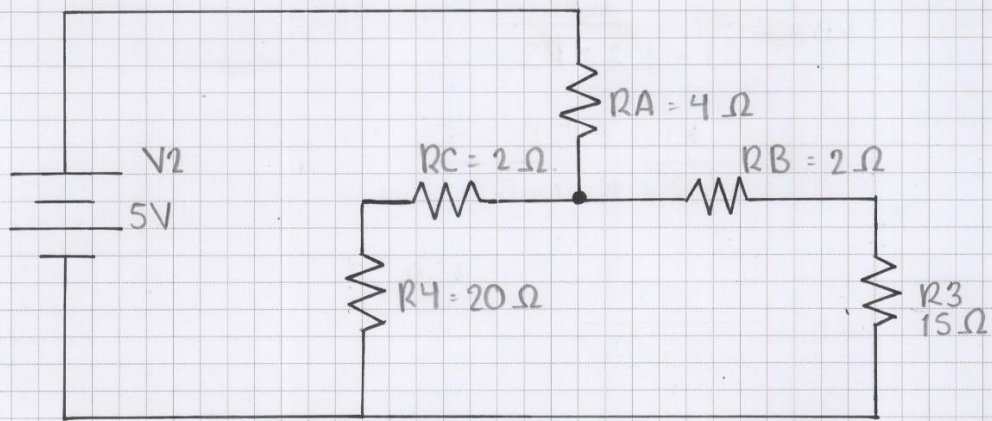 RA = 4 Ω
V2
RC = 2 Ω
RB = 2 Ω
5V
R4 = 20 Ω
R3
15 Ω